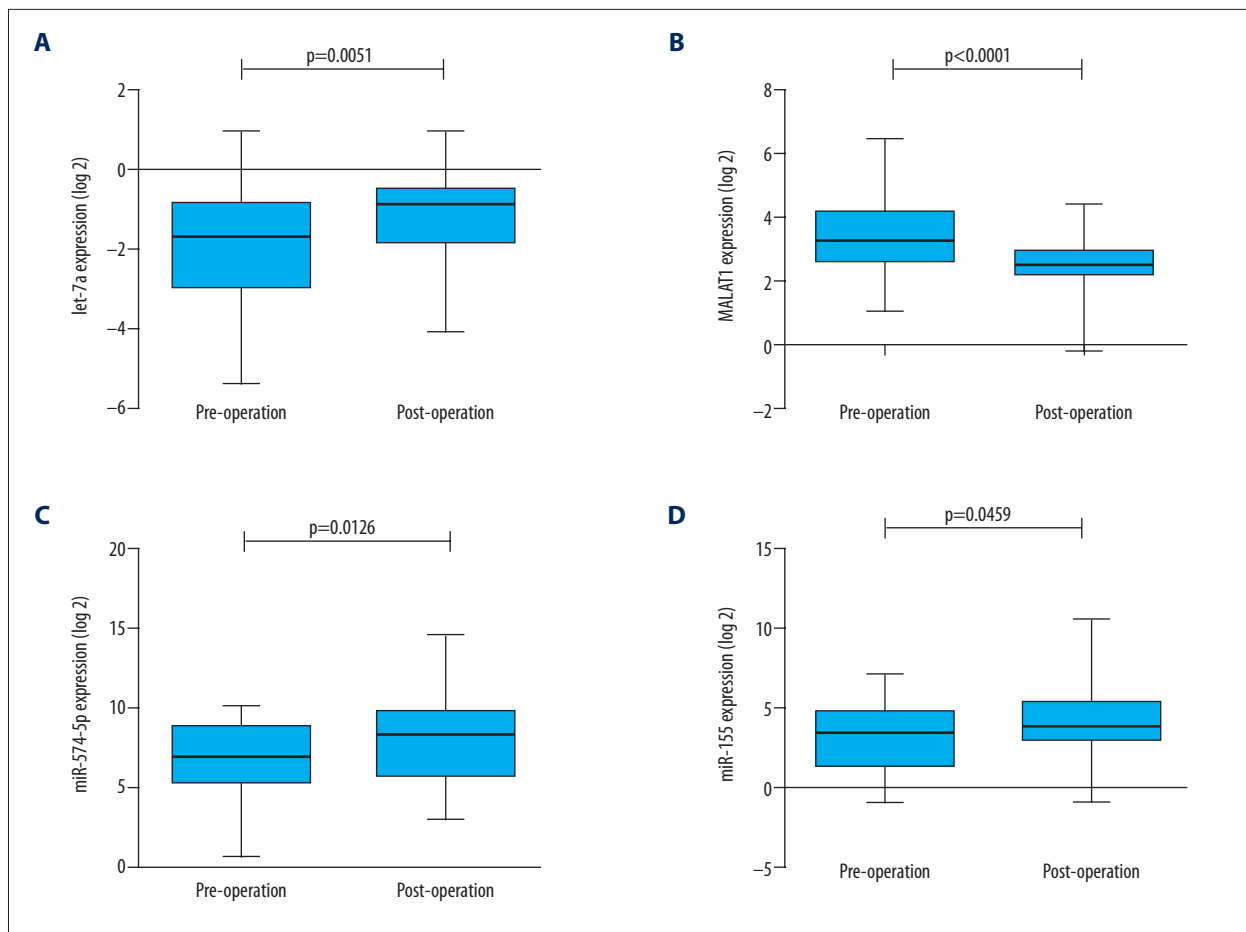 A
p=0.0051
let-7a expression (log 2)
2
0
−2
−4
−6
Pre-operation
Post-operation
B
p<0.0001
MALAT1 expression (log 2)
8
6
4
2
0
−2
Pre-operation
Post-operation
C
p=0.0126
miR-574-5p expression (log 2)
20
15
10
5
0
Pre-operation
Post-operation
D
p=0.0459
miR-155 expression (log 2)
15
10
5
0
−5
Pre-operation
Post-operation